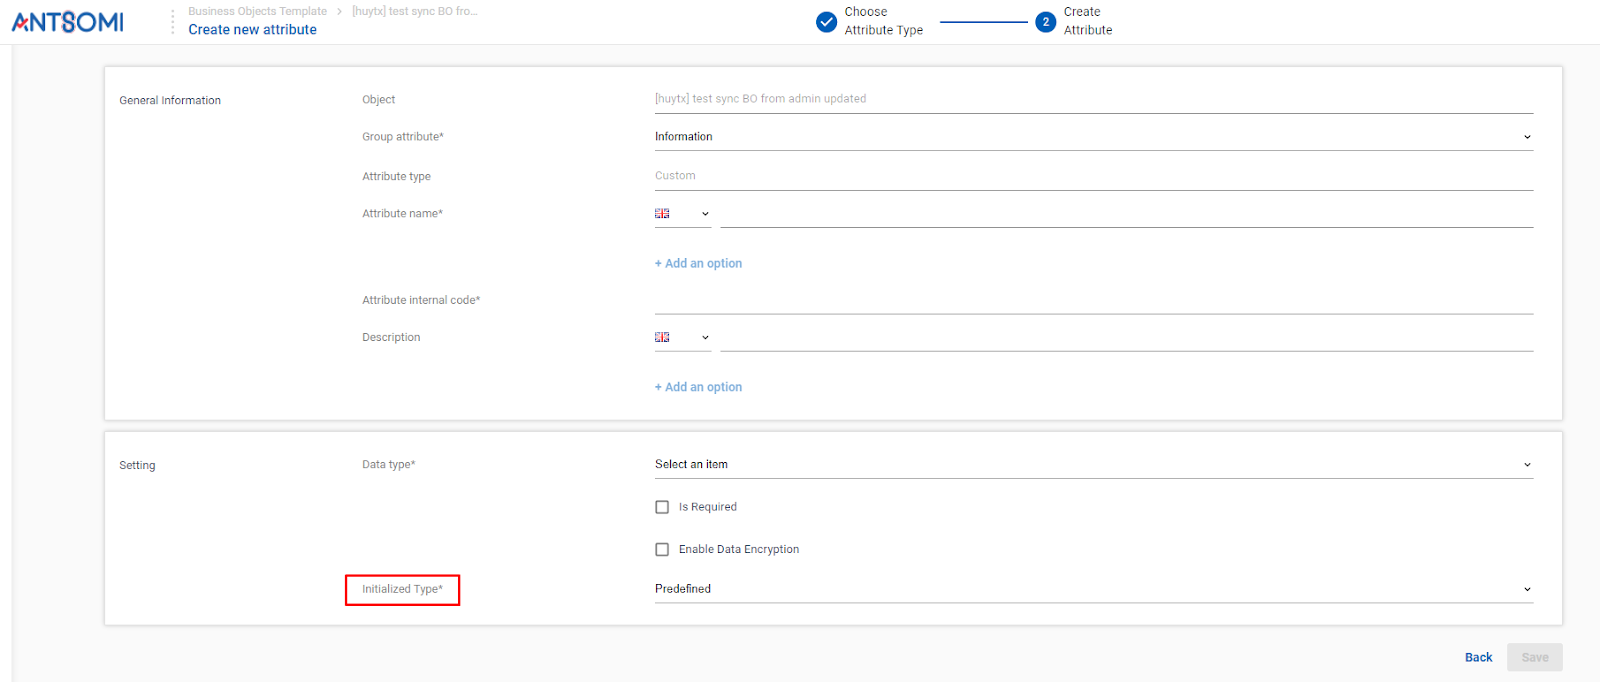 ANTSOMI
Business Objects Template > [huytx] test sync BO fro...
Create new attribute
Choose
Attribute Type
2
Create
Attribute
General Information
Object
[huytx] test sync BO from admin updated
Group attribute*
Information
Attribute type
Custom
Attribute name*
+ Add an option
Attribute internal code*
Description
+ Add an option
Setting
Data type*
Select an item
Is Required
Enable Data Encryption
Initialized Type*
Predefined
Back
Save